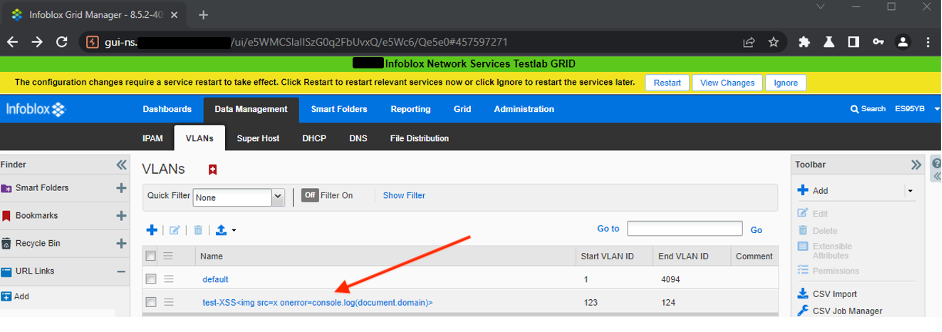 Infoblox Grid Manager - 8.5.2-40
gui-ns. /ui/e5WMCSlallSzG0q2FbUvxQ/e5Wc6/Qe5e0#457597271
Infoblox Network Services Testlab GRID
The configuration changes require a service restart to take effect. Click Restart to restart relevant services now or click Ignore to restart the services later. Restart View Changes Ignore
Infoblox Dashboards Data Management Smart Folders Reporting Grid Administration Search ES95YB
IPAM VLANs Super Host DHCP DNS File Distribution
Finder
Smart Folders
Bookmarks
Recycle Bin
URL Links
Add
VLANs
Quick Filter None Off Filter On Show Filter
Go to Go
Name Start VLAN ID End VLAN ID Comment
default 1 4094
test-XSS<img src=x onerror=console.log(document.domain)> 123 124
Toolbar
Add
Edit
Delete
Extensible
Attributes
Permissions
CSV Import
CSV Job Manager